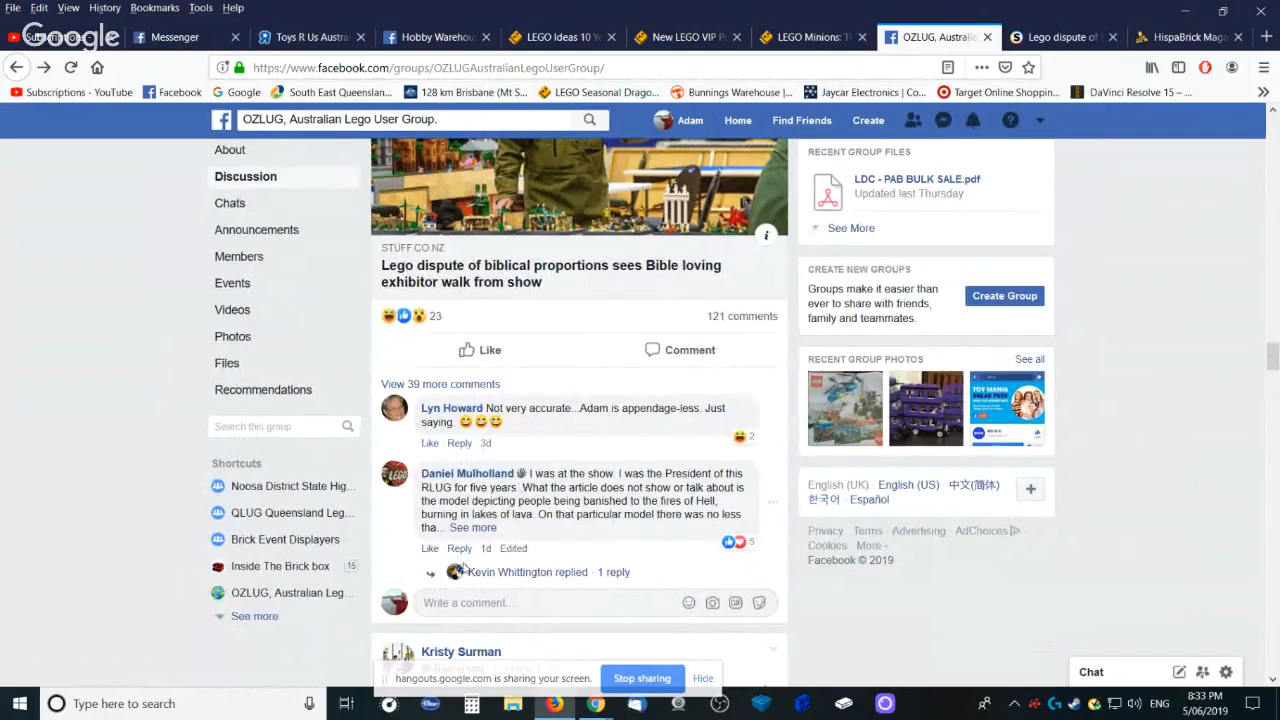 File Edit View History Bookmarks Tools Help
Google
Messenger
Toys R Us Austral
Hobby Warehou
LEGO Ideas 10 Ye
New LEGO VIP P
LEGO Minions: Th
OZLUG, Australia
Lego dispute of
HispaBrick Maga
https://www.facebook.com/groups/OZLUGAustralianLegoUserGroup/
Subscriptions - YouTube
Facebook
Google
South East Queenslan...
128 km Brisbane (Mt S...
LEGO Seasonal Drago...
Bunnings Warehouse |...
Jaycar Electronics | Co...
Target Online Shoppin...
DaVinci Resolve 15 – ...
OZLUG, Australian Lego User Group.
Adam Home Find Friends Create
About
Discussion
Chats
Announcements
Members
Events
Videos
Photos
Files
Recommendations
Search this group
Shortcuts
Noosa District State Hig...
QLUG Queensland Leg...
Brick Event Displayers
Inside The Brick box 15
OZLUG, Australian Leg...
See more
STUFF.CO.NZ
Lego dispute of biblical proportions sees Bible loving
exhibitor walk from show
23 121 comments
Like Comment
View 39 more comments
Lyn Howard Not very accurate...Adam is appendage-less. Just
saying.
2
Like · Reply · 3d
Daniel Mulholland I was at the show. I was the President of this
RLUG for five years. What the article does not show or talk about is
the model depicting people being banished to the fires of Hell,
burning in lakes of lava. On that particular model there was no less
tha... See more
5
Like · Reply · 1d · Edited
Kevin Whittington replied · 1 reply
Write a comment...
Kristy Surman
RECENT GROUP FILES
LDC - PAB BULK SALE.pdf
Updated last Thursday
See More
CREATE NEW GROUPS
Groups make it easier than
ever to share with friends,
family and teammates.
Create Group
RECENT GROUP PHOTOS See all
TOY MANIA
SNEAK PEEK
English (UK) · English (US) · 中文(简体) ·
한국어 · Español
Privacy · Terms · Advertising · AdChoices ·
Cookies · More
Facebook © 2019
Chat
hangouts.google.com is sharing your screen. Stop sharing Hide
Type here to search
ENG
8:33 PM
5/06/2019